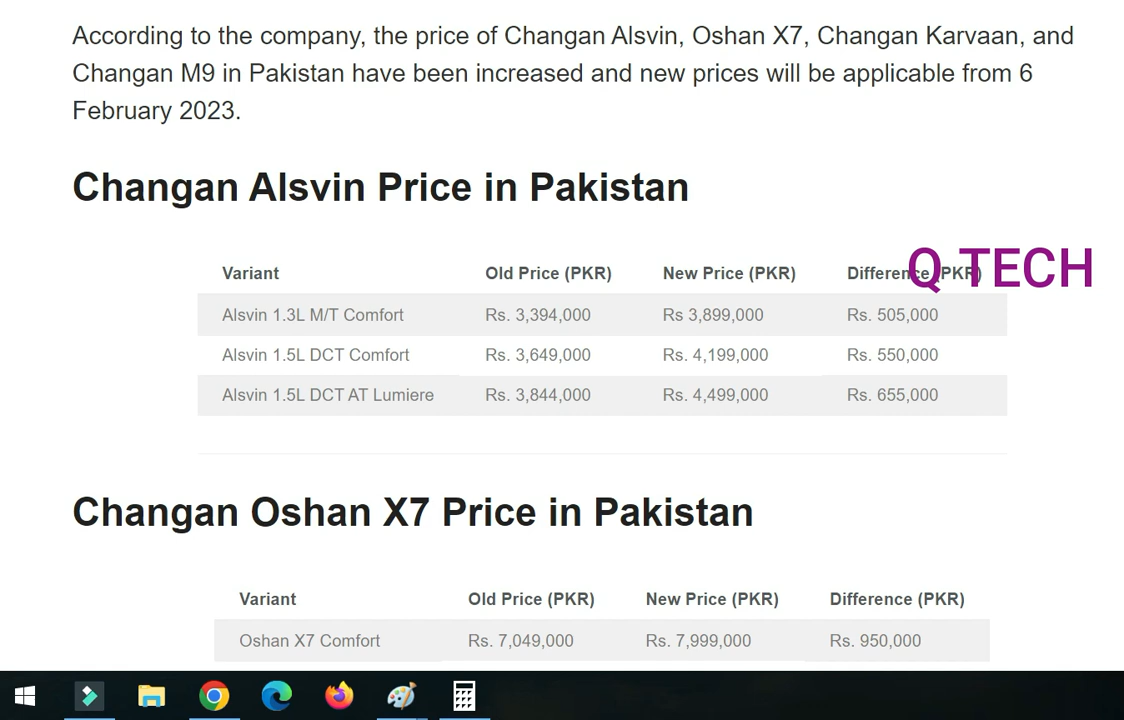 According to the company, the price of Changan Alsvin, Oshan X7, Changan Karvaan, and
Changan M9 in Pakistan have been increased and new prices will be applicable from 6
February 2023.
Changan Alsvin Price in Pakistan
Q TECH
Variant Old Price (PKR) New Price (PKR) Difference (PKR)
Alsvin 1.3L M/T Comfort Rs. 3,394,000 Rs 3,899,000 Rs. 505,000
Alsvin 1.5L DCT Comfort Rs. 3,649,000 Rs. 4,199,000 Rs. 550,000
Alsvin 1.5L DCT AT Lumiere Rs. 3,844,000 Rs. 4,499,000 Rs. 655,000
Changan Oshan X7 Price in Pakistan
Variant Old Price (PKR) New Price (PKR) Difference (PKR)
Oshan X7 Comfort Rs. 7,049,000 Rs. 7,999,000 Rs. 950,000